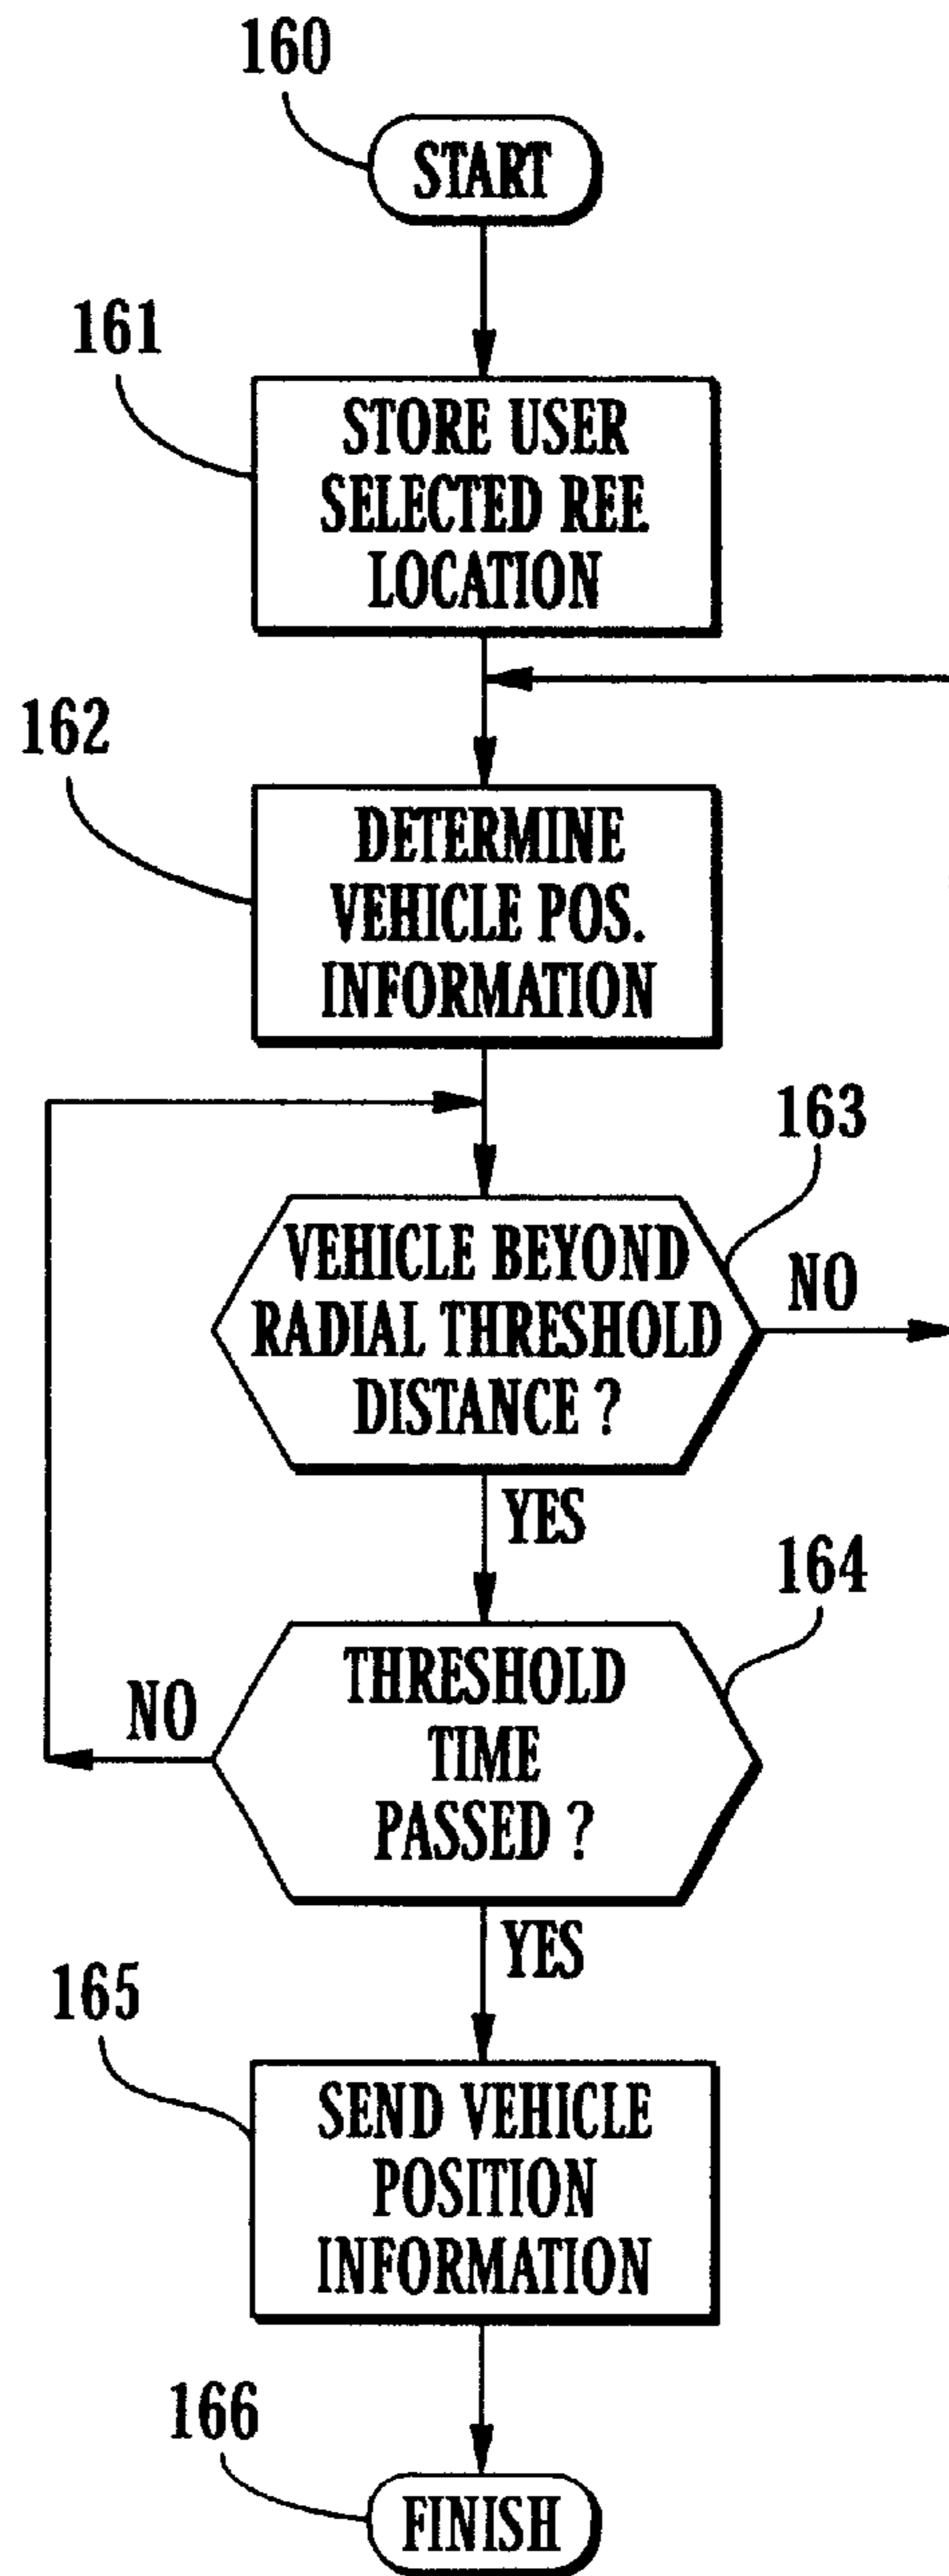 160
START
161
STORE USER
SELECTED REF.
LOCATION
162
DETERMINE
VEHICLE POS.
INFORMATION
163
VEHICLE BEYOND
RADIAL THRESHOLD
DISTANCE ?
NO
YES
164
THRESHOLD
TIME
PASSED ?
NO
YES
165
SEND VEHICLE
POSITION
INFORMATION
166
FINISH